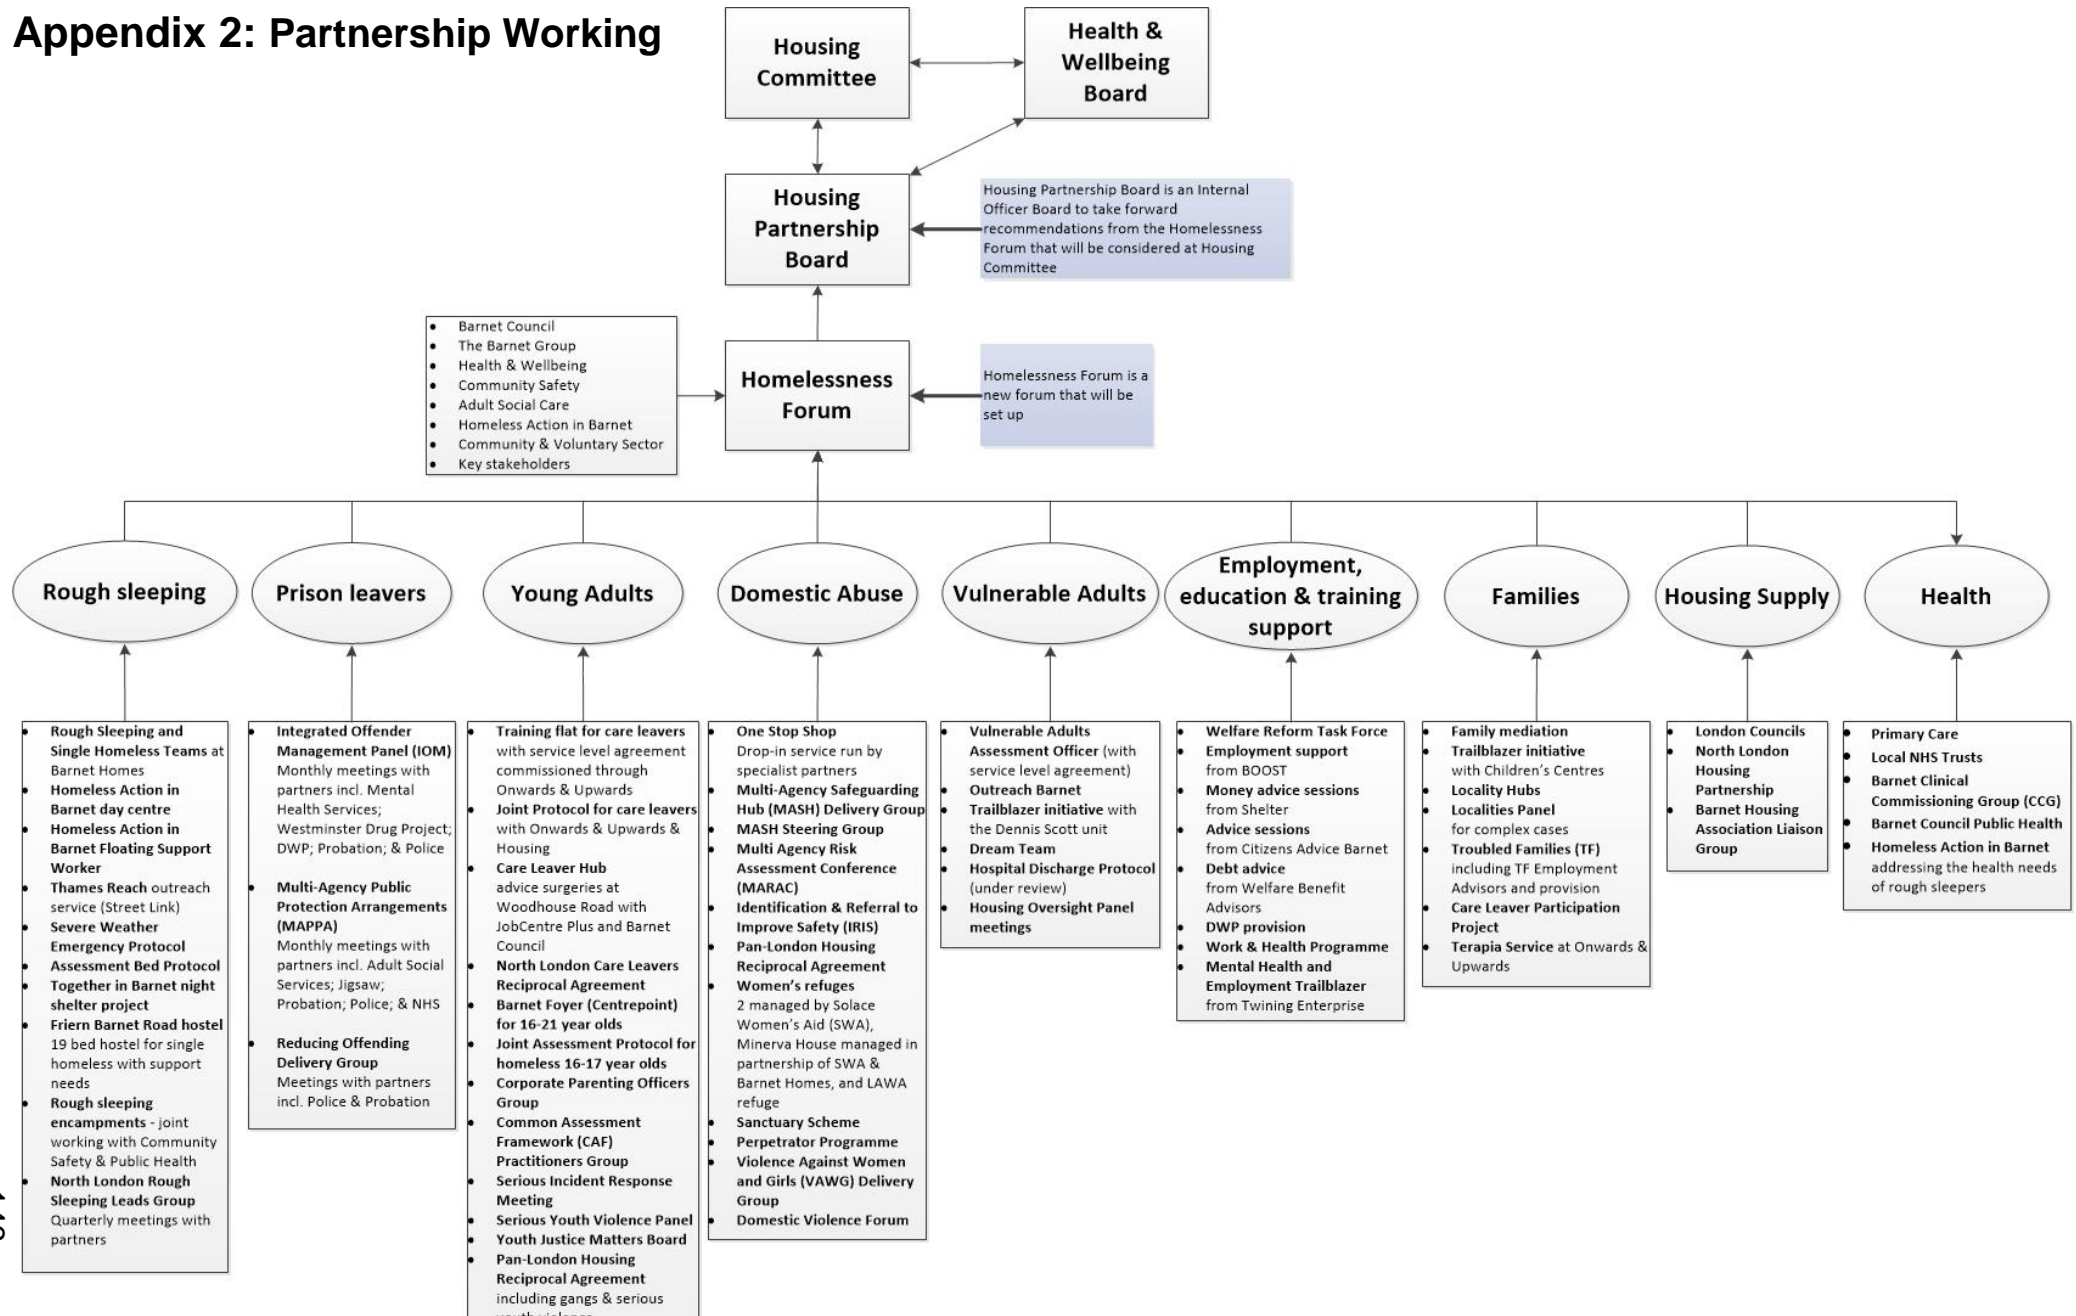 Appendix 2: Partnership Working
Housing
Committee
Health &
Wellbeing
Board
Housing
Partnership
Board
Housing Partnership Board is an Internal
Officer Board to take forward
recommendations from the Homelessness
Forum that will be considered at Housing
Committee
• Barnet Council
• The Barnet Group
• Health & Wellbeing
• Community Safety
• Adult Social Care
• Homeless Action in Barnet
• Community & Voluntary Sector
• Key stakeholders
Homelessness
Forum
Homelessness Forum is a
new forum that will be
set up
Rough sleeping
Prison leavers
Young Adults
Domestic Abuse
Vulnerable Adults
Employment,
education & training
support
Families
Housing Supply
Health
• Rough Sleeping and
Single Homeless Teams at
Barnet Homes
• Homeless Action in
Barnet day centre
• Homeless Action in
Barnet Floating Support
Worker
• Thames Reach outreach
service (Street Link)
• Severe Weather
Emergency Protocol
• Assessment Bed Protocol
• Together in Barnet night
shelter project
• Friern Barnet Road hostel
19 bed hostel for single
homeless with support
needs
• Rough sleeping
encampments - joint
working with Community
Safety & Public Health
• North London Rough
Sleeping Leads Group
Quarterly meetings with
partners
• Integrated Offender
Management Panel (IOM)
Monthly meetings with
partners incl. Mental
Health Services;
Westminster Drug Project;
DWP; Probation; & Police
• Multi-Agency Public
Protection Arrangements
(MAPPA)
Monthly meetings with
partners incl. Adult Social
Services; Jigsaw;
Probation; Police; & NHS
• Reducing Offending
Delivery Group
Meetings with partners
incl. Police & Probation
• Training flat for care leavers
with service level agreement
commissioned through
Onwards & Upwards
• Joint Protocol for care leavers
with Onwards & Upwards &
Housing
• Care Leaver Hub
advice surgeries at
Woodhouse Road with
JobCentre Plus and Barnet
Council
• North London Care Leavers
Reciprocal Agreement
• Barnet Foyer (Centrepoint)
for 16-21 year olds
• Joint Assessment Protocol for
homeless 16-17 year olds
• Corporate Parenting Officers
Group
• Common Assessment
Framework (CAF)
Practitioners Group
• Serious Incident Response
Meeting
• Serious Youth Violence Panel
• Youth Justice Matters Board
• Pan-London Housing
Reciprocal Agreement
including gangs & serious
• One Stop Shop
Drop-in service run by
specialist partners
• Multi-Agency Safeguarding
Hub (MASH) Delivery Group
• MASH Steering Group
• Multi Agency Risk
Assessment Conference
(MARAC)
• Identification & Referral to
Improve Safety (IRIS)
• Pan-London Housing
Reciprocal Agreement
• Women's refuges
2 managed by Solace
Women's Aid (SWA),
Minerva House managed in
partnership of SWA &
Barnet Homes, and LAWA
refuge
• Sanctuary Scheme
• Perpetrator Programme
• Violence Against Women
and Girls (VAWG) Delivery
Group
• Domestic Violence Forum
• Vulnerable Adults
Assessment Officer (with
service level agreement)
• Outreach Barnet
• Trailblazer initiative with
the Dennis Scott unit
• Dream Team
• Hospital Discharge Protocol
(under review)
• Housing Oversight Panel
meetings
• Welfare Reform Task Force
• Employment support
from BOOST
• Money advice sessions
from Shelter
• Advice sessions
from Citizens Advice Barnet
• Debt advice
from Welfare Benefit
Advisors
• DWP provision
• Work & Health Programme
• Mental Health and
Employment Trailblazer
from Twining Enterprise
• Family mediation
• Trailblazer initiative
with Children's Centres
• Locality Hubs
• Localities Panel
for complex cases
• Troubled Families (TF)
including TF Employment
Advisors and provision
• Care Leaver Participation
Project
• Terapia Service at Onwards &
Upwards
• London Councils
• North London
Housing
Partnership
• Barnet Housing
Association Liaison
Group
• Primary Care
• Local NHS Trusts
• Barnet Clinical
Commissioning Group (CCG)
• Barnet Council Public Health
• Homeless Action in Barnet
addressing the health needs
of rough sleepers